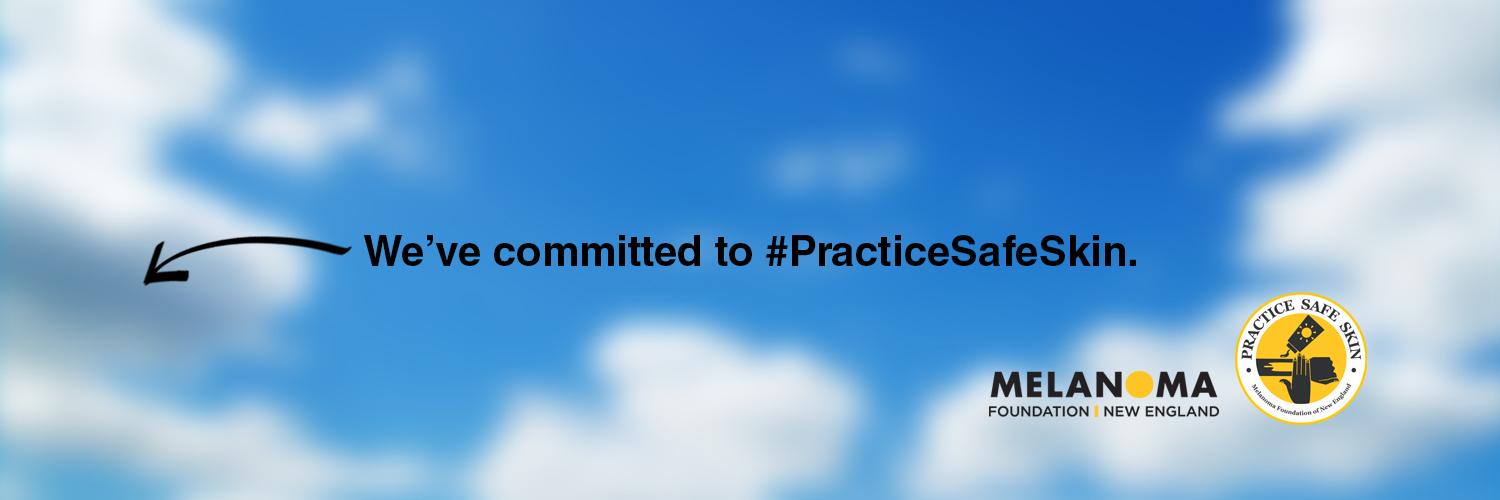 We’ve committed to #PracticeSafeSkin.
MELANOMA
FOUNDATION | NEW ENGLAND
PRACTICE SAFE SKIN
Melanoma Foundation of New England